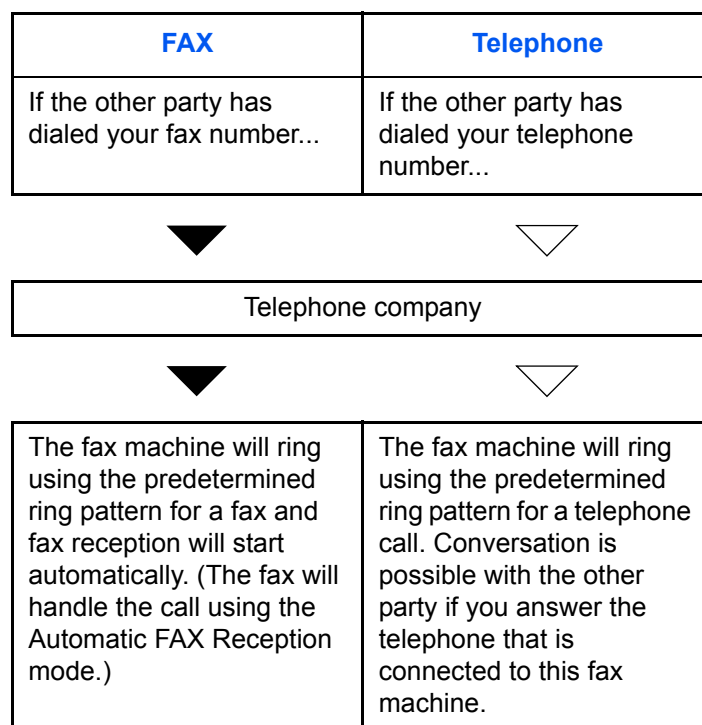 FAX
Telephone
If the other party has
dialed your fax number...
If the other party has
dialed your telephone
number...
Telephone company
The fax machine will ring
using the predetermined
ring pattern for a fax and
fax reception will start
automatically. (The fax will
handle the call using the
Automatic FAX Reception
mode.)
The fax machine will ring
using the predetermined
ring pattern for a telephone
call. Conversation is
possible with the other
party if you answer the
telephone that is
connected to this fax
machine.